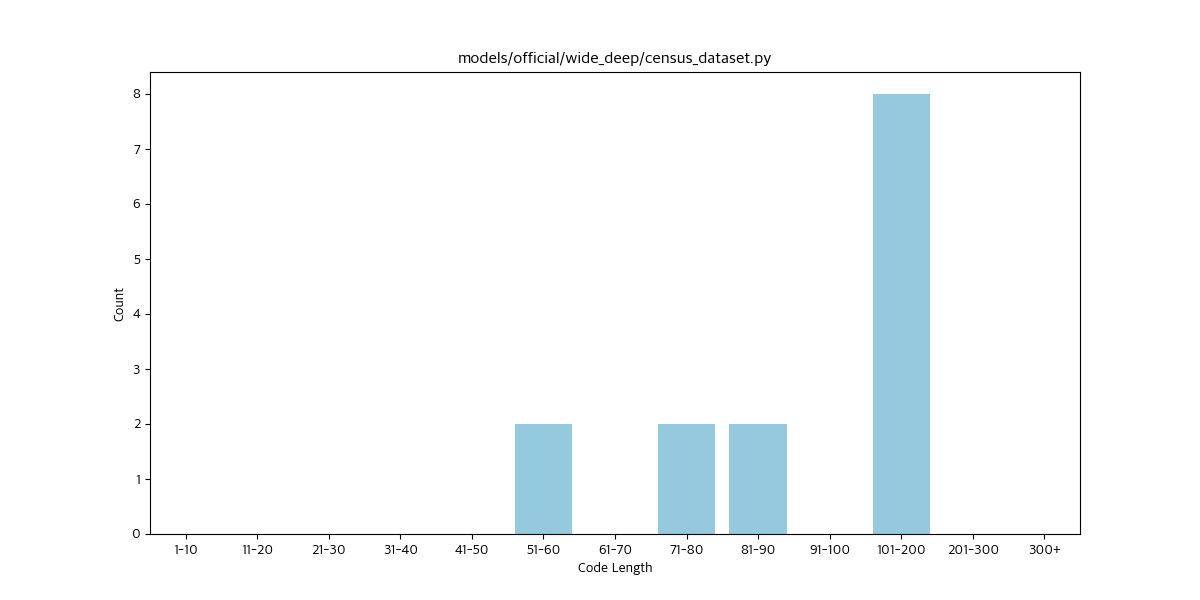 models/official/wide_deep/census_dataset.py
8
7
6
5
4
3
2
1
0
Count
1-10 11-20 21-30 31-40 41-50 51-60 61-70 71-80 81-90 91-100 101-200 201-300 300+
Code Length